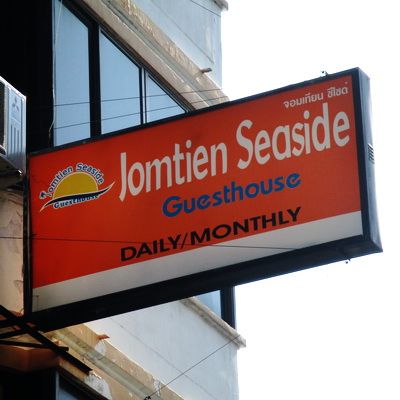 จอมเทียน ซีไซด์
Jomtien Seaside
Guesthouse
DAILY/MONTHLY
Jomtien Seaside
Guesthouse